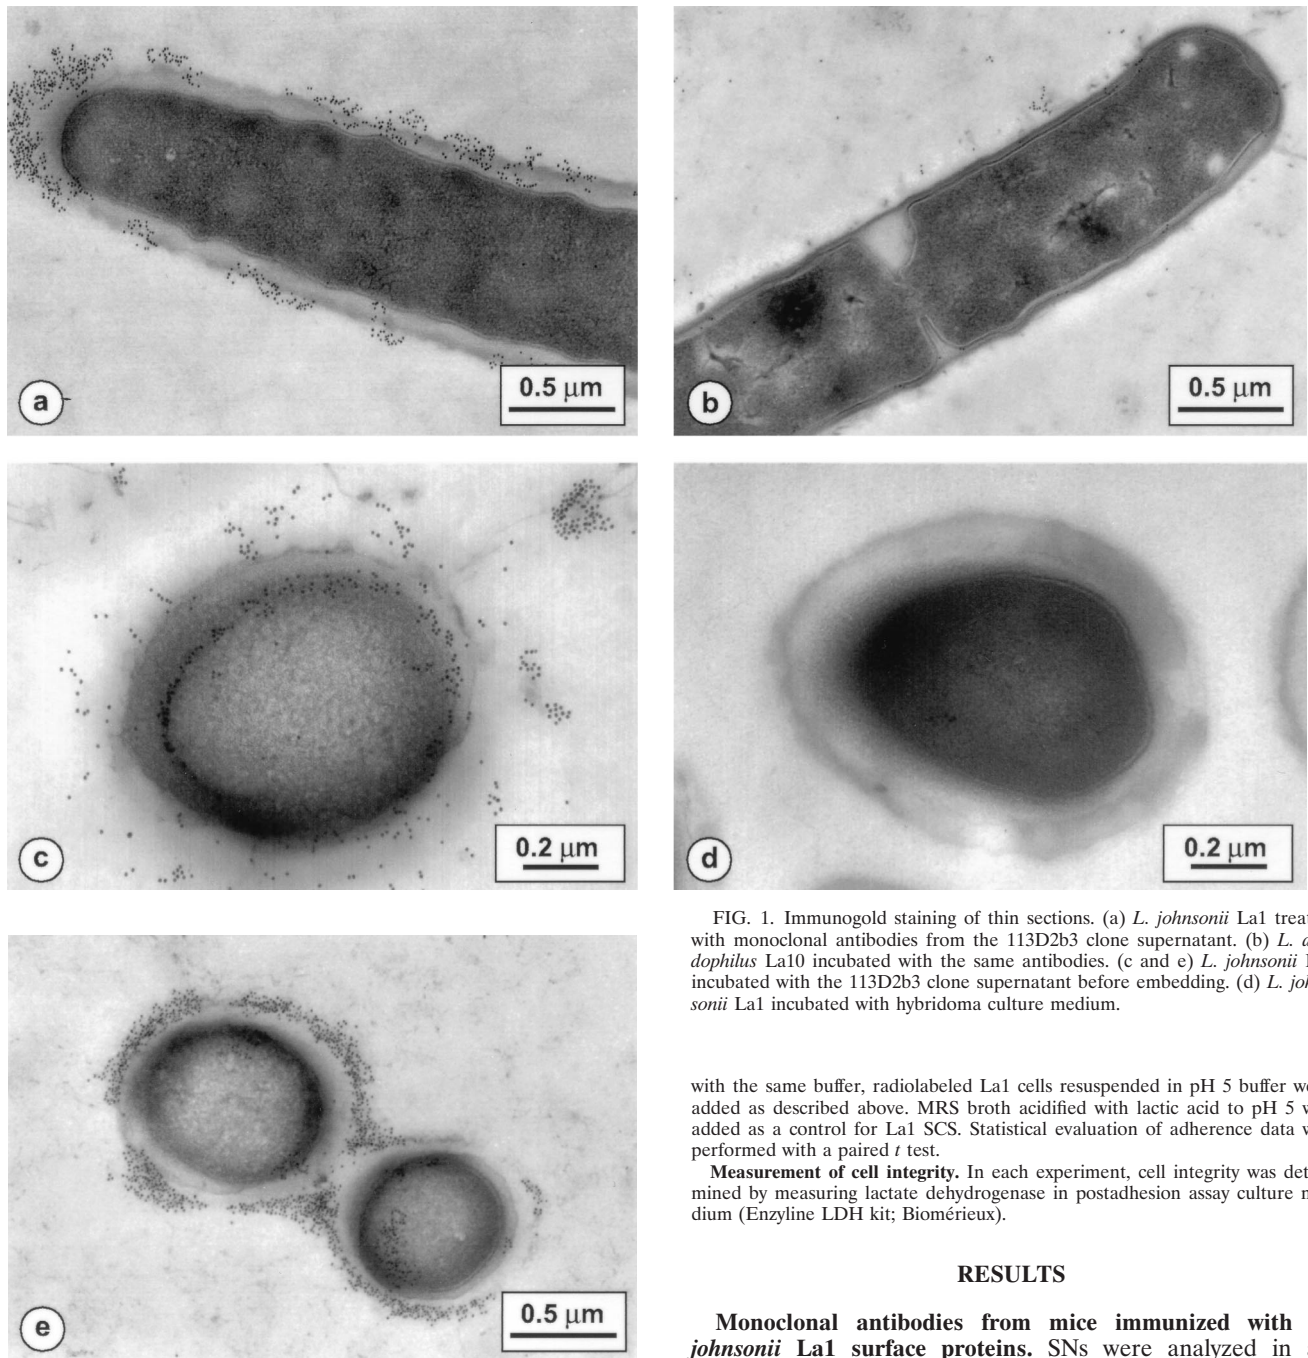 a
0.5 μm
b
0.5 μm
c
0.2 μm
d
0.2 μm
e
0.5 μm
FIG. 1. Immunogold staining of thin sections. (a) L. johnsonii La1
with monoclonal antibodies from the 113D2b3 clone supernatant. (b) L.
dophilus La10 incubated with the same antibodies. (c and e) L. johnsonii
incubated with the 113D2b3 clone supernatant before embedding. (d) L.
sonii La1 incubated with hybridoma culture medium.
with the same buffer, radiolabeled La1 cells resuspended in pH 5 buffer
added as described above. MRS broth acidified with lactic acid to pH 5
added as a control for La1 SCS. Statistical evaluation of adherence data
performed with a paired t test.
Measurement of cell integrity. In each experiment, cell integrity was
mined by measuring lactate dehydrogenase in postadhesion assay culture
dium (Enzyline LDH kit; Biomérieux).
RESULTS
Monoclonal antibodies from mice immunized with
johnsonii La1 surface proteins. SNs were analyzed in